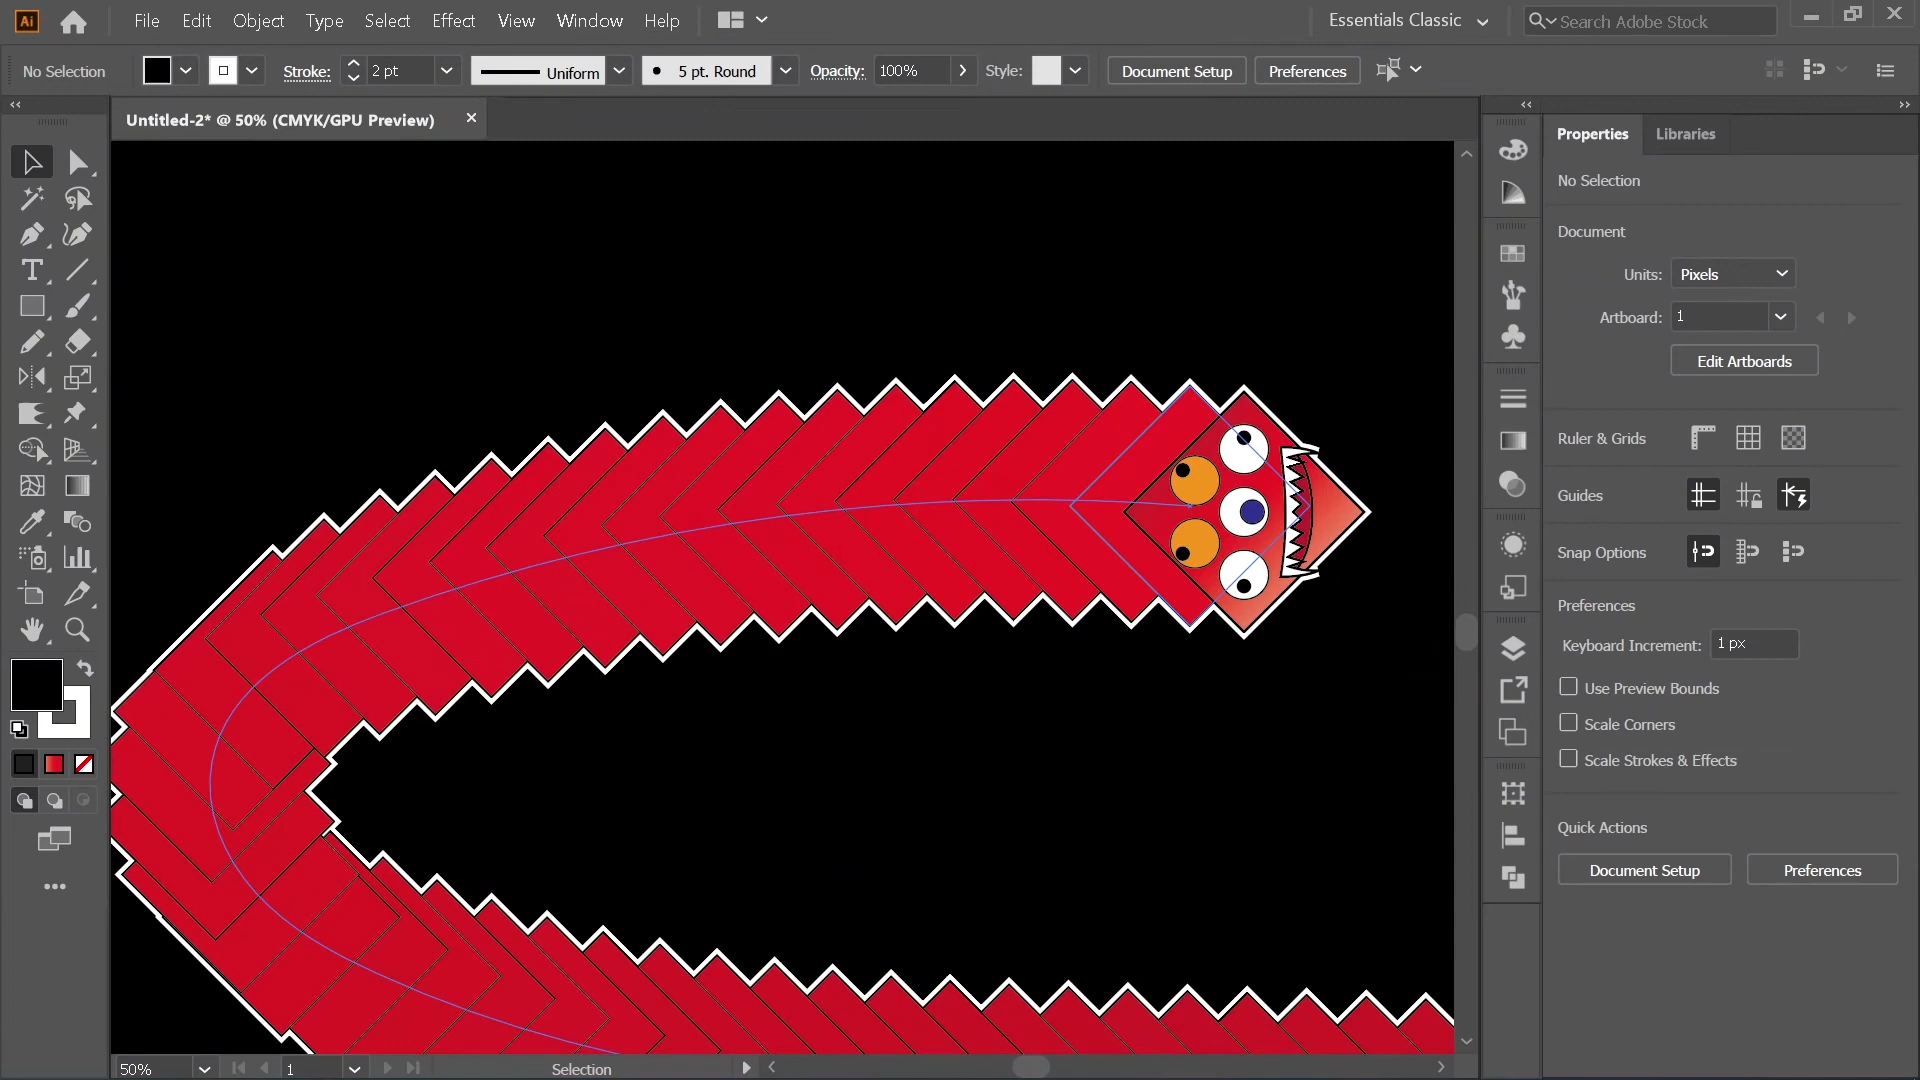 Ai File Edit Object Type Select Effect View Window Help Essentials Classic Search Adobe Stock
No Selection Stroke: 2 pt Uniform 5 pt. Round Opacity: 100% Style: Document Setup Preferences
Untitled-2* @ 50% (CMYK/GPU Preview)
Properties Libraries
No Selection
Document
Units: Pixels
Artboard: 1
Edit Artboards
Ruler & Grids
Guides
Snap Options
Preferences
Keyboard Increment: 1 px
Use Preview Bounds
Scale Corners
Scale Strokes & Effects
Quick Actions
Document Setup Preferences
50% 1 Selection